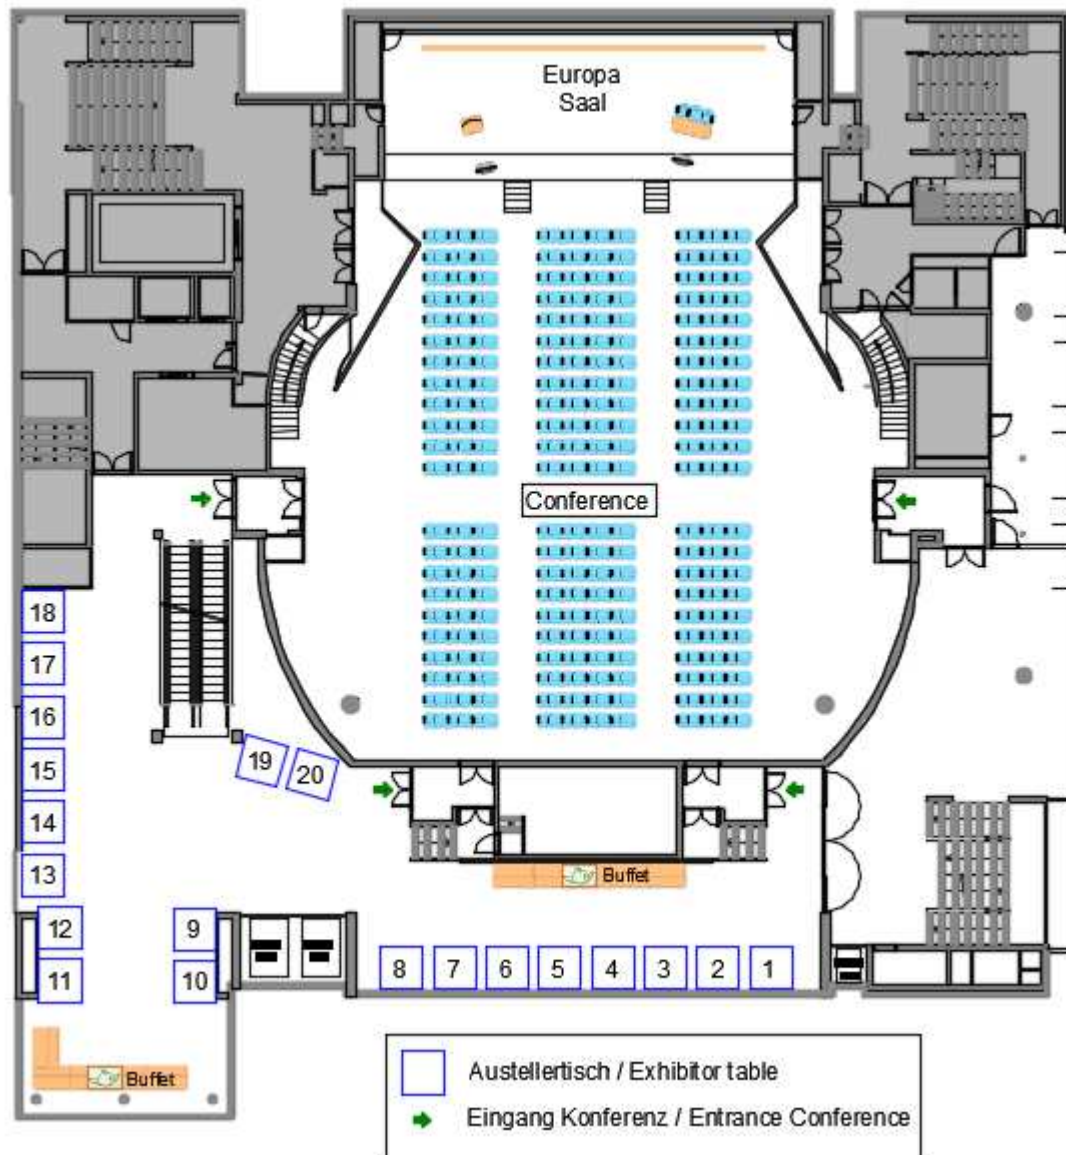 Europa
Saal
Conference
18
17
16
15
14
13
19
20
Buffet
12
11
9
10
8
7
6
5
4
3
2
1
Buffet
Austellertisch / Exhibitor table
Eingang Konferenz / Entrance Conference